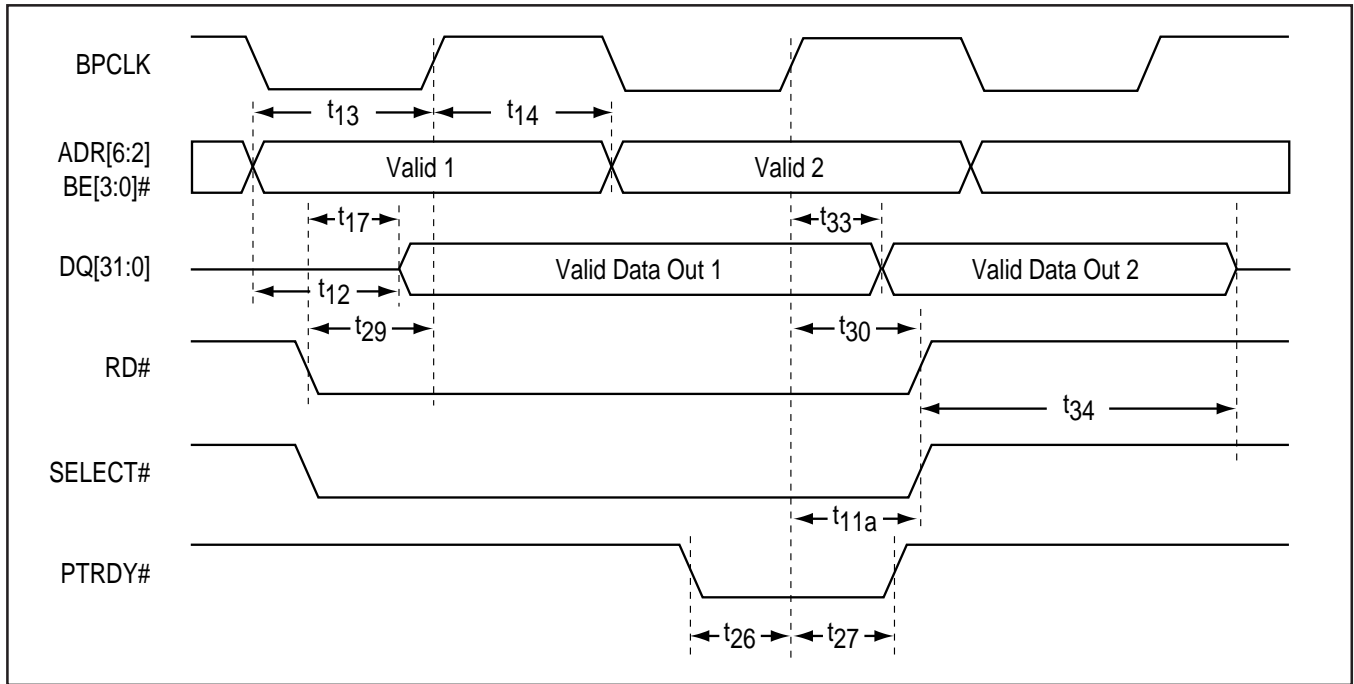 BPCLK
t13
t14
ADR[6:2]
BE[3:0]#
Valid 1
Valid 2
t17
t33
DQ[31:0]
Valid Data Out 1
Valid Data Out 2
t12
t29
t30
RD#
t34
SELECT#
t11a
PTRDY#
t26
t27